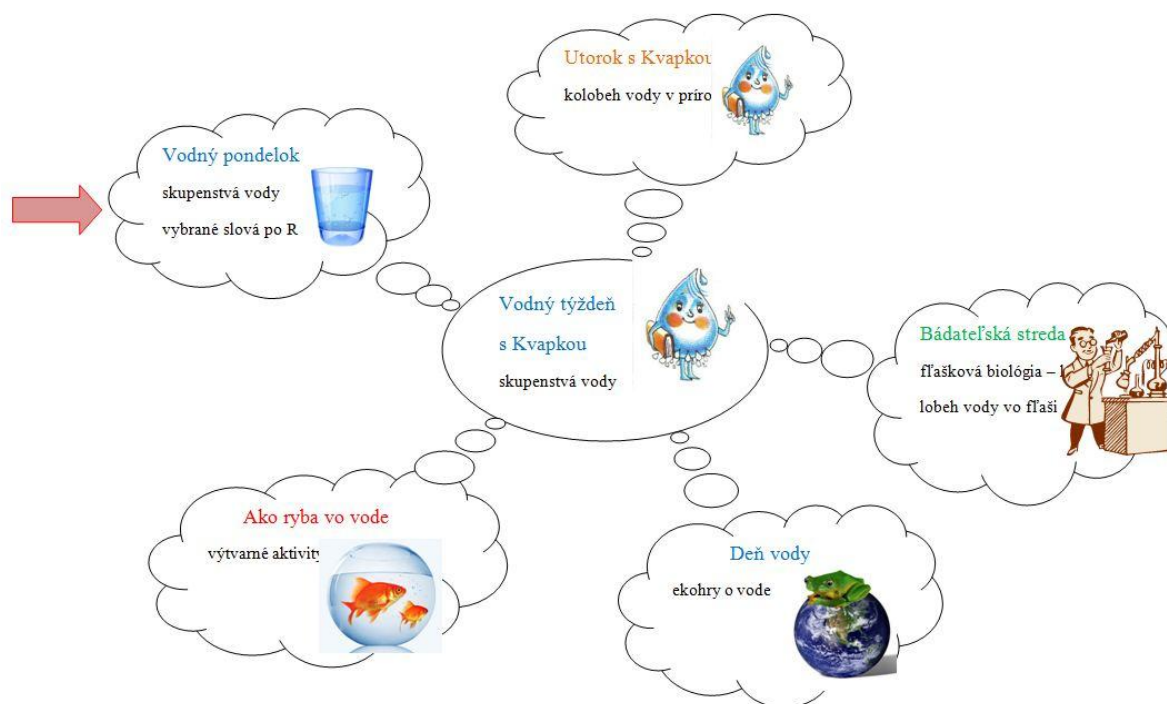 Utorok s Kvapkou
kolobeh vody v príro
Vodný pondelok
skupenstvá vody
vybrané slová po R
Vodný týždeň
s Kvapkou
skupenstvá vody
Bádateľská streda
fľašková biológia –
lobeh vody vo fľaši
Ako ryba vo vode
výtvarné aktivity
Deň vody
ekohry o vode